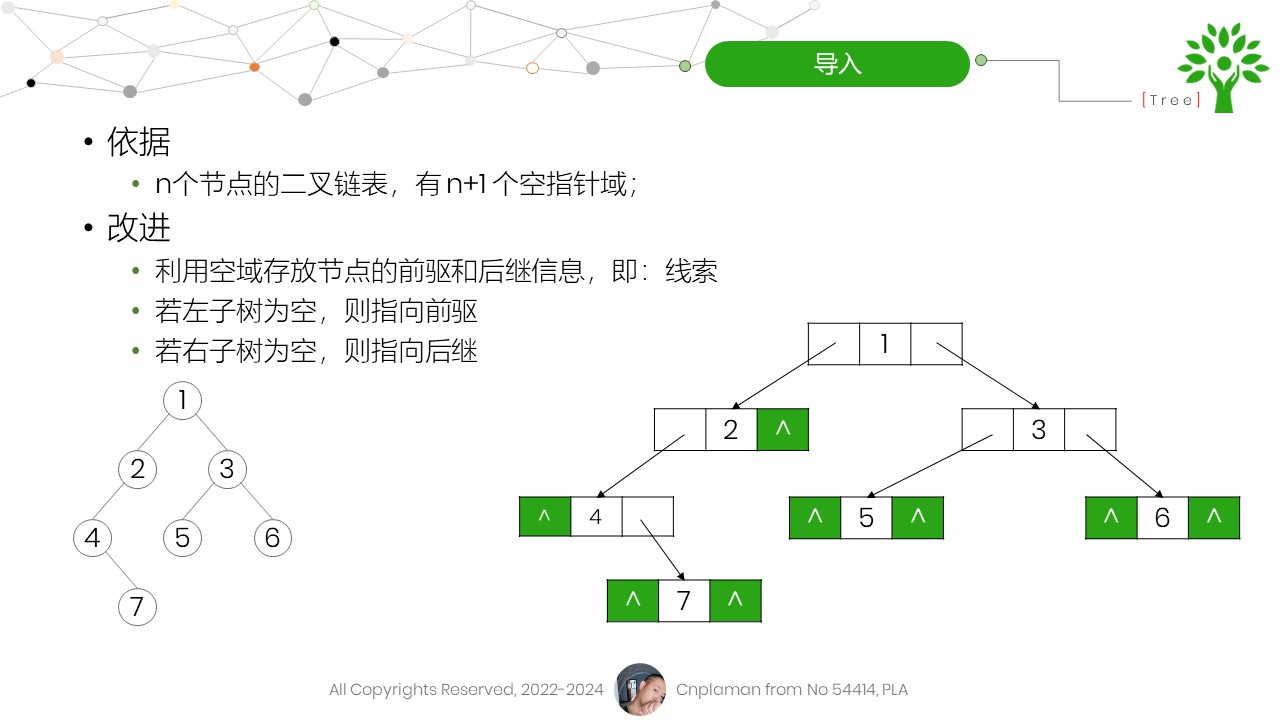 导入
[Tree]
• 依据
• n个节点的二叉链表，有 n+1 个空指针域；
• 改进
• 利用空域存放节点的前驱和后继信息，即：线索
• 若左子树为空，则指向前驱
• 若右子树为空，则指向后继
1
2 3
4 5 6
7
1
2 ^
3
^ 4
^ 5 ^
^ 6 ^
^ 7 ^
All Copyrights Reserved, 2022-2024 Cnplaman from No 54414, PLA